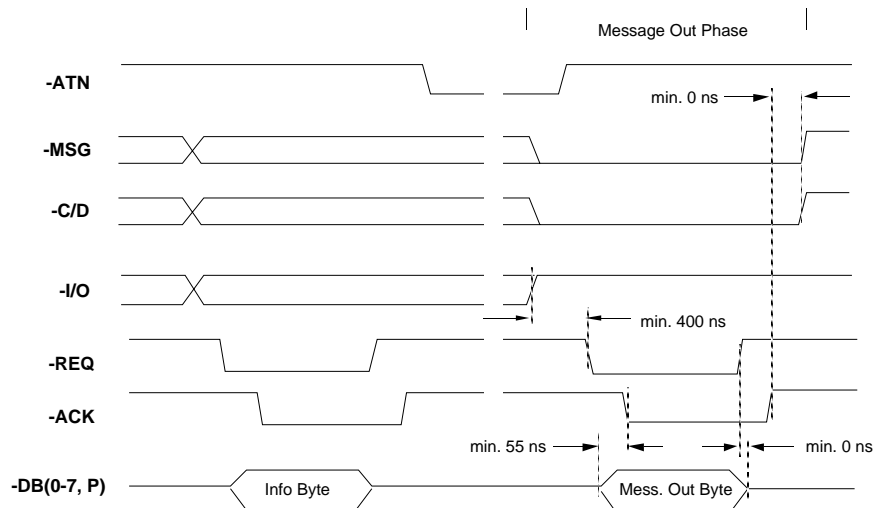 Message Out Phase
-ATN
min. 0 ns
-MSG
-C/D
-I/O
min. 400 ns
-REQ
-ACK
min. 55 ns
min. 0 ns
-DB(0-7, P)
Info Byte
Mess. Out Byte